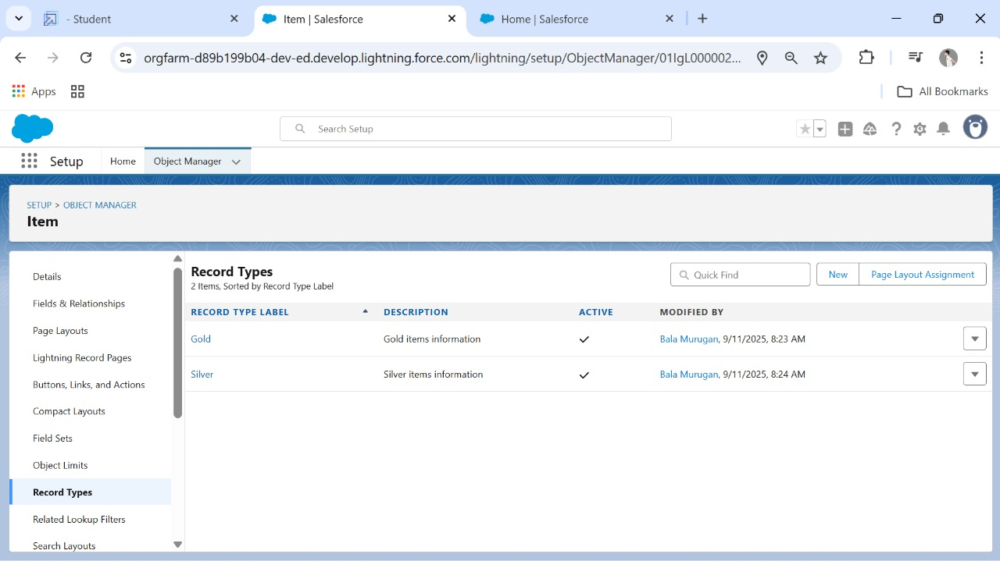 - Student
Item | Salesforce
Home | Salesforce
orgfarm-d89b199b04-dev-ed.develop.lightning.force.com/lightning/setup/ObjectManager/01IgL000002...
Apps
All Bookmarks
Search Setup
Setup
Home
Object Manager
SETUP > OBJECT MANAGER
Item
Details
Fields & Relationships
Page Layouts
Lightning Record Pages
Buttons, Links, and Actions
Compact Layouts
Field Sets
Object Limits
Record Types
Related Lookup Filters
Search Layouts
Record Types
2 Items, Sorted by Record Type Label
Quick Find
New
Page Layout Assignment
RECORD TYPE LABEL DESCRIPTION ACTIVE MODIFIED BY
Gold Gold items information Bala Murugan, 9/11/2025, 8:23 AM
Silver Silver items information Bala Murugan, 9/11/2025, 8:24 AM